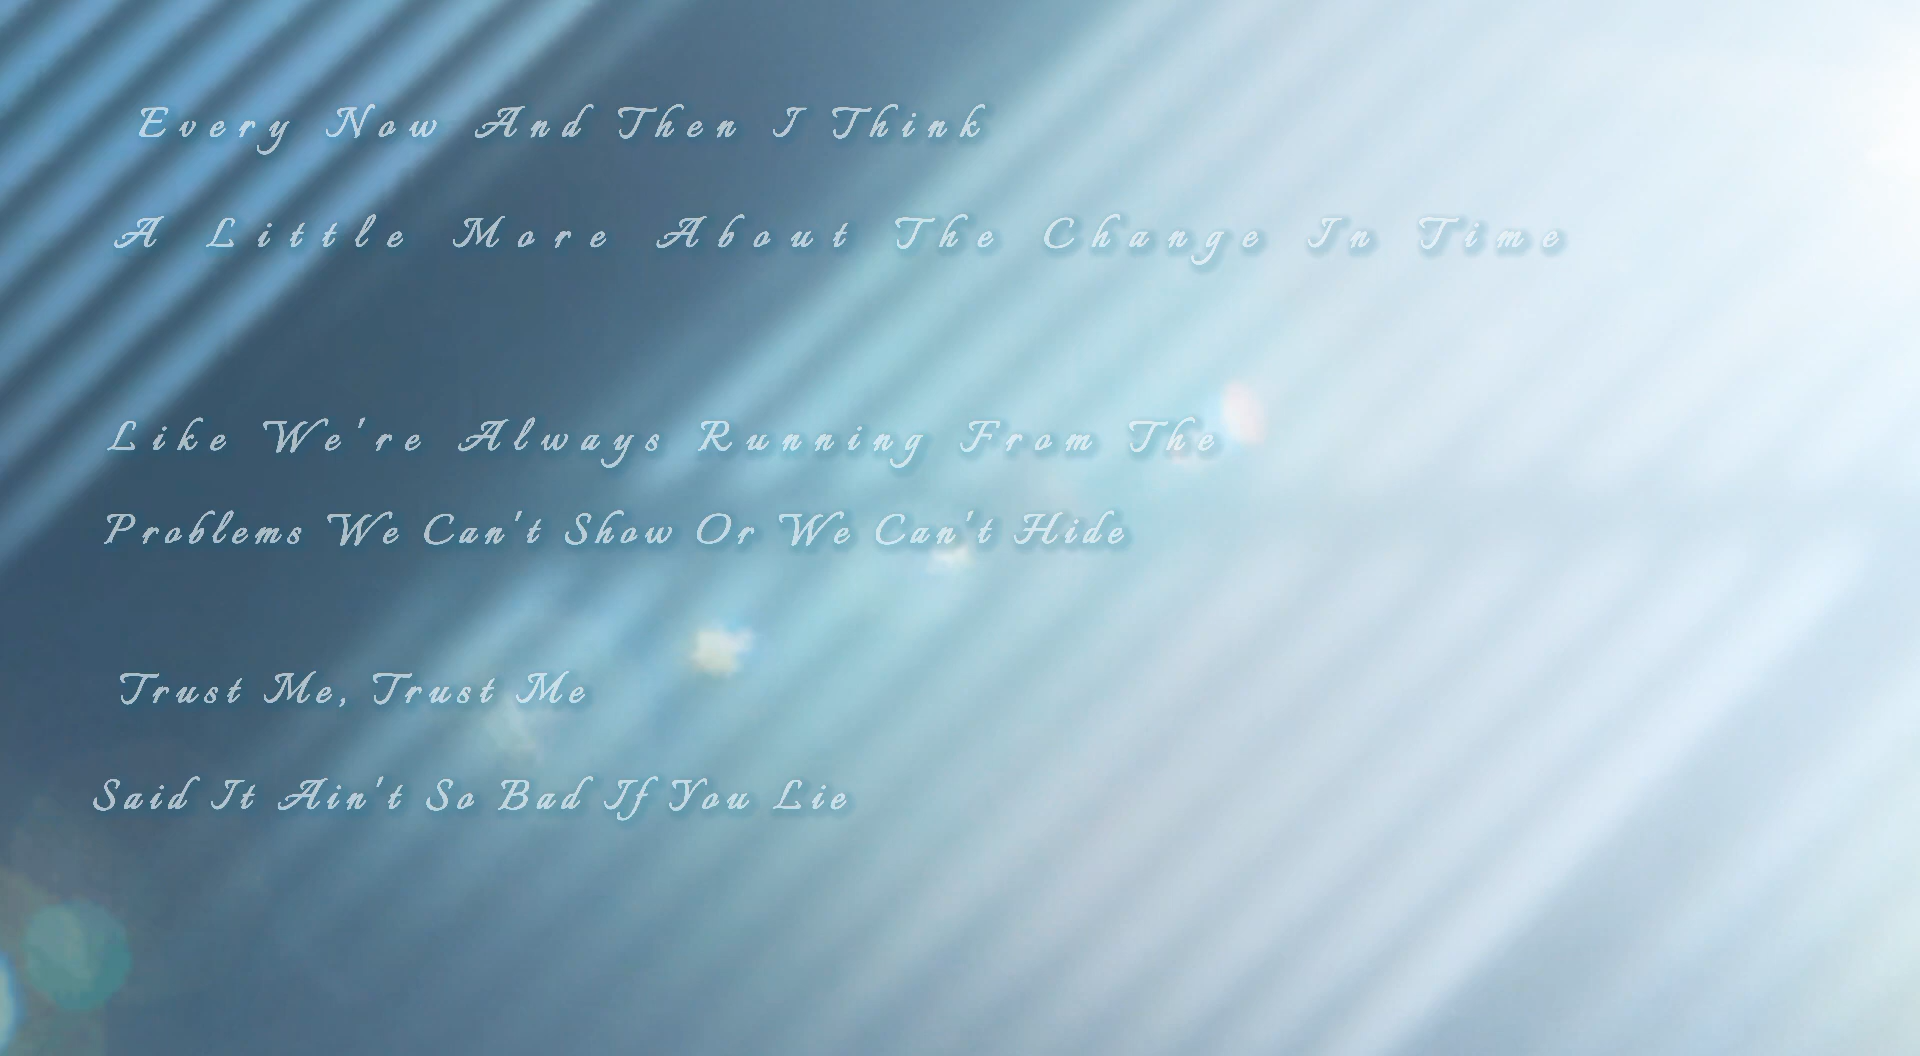 Every Now And Then I Think
A Little More About The Change In Time
Like We're Always Running From The
Problems We Can't Show Or We Can't Hide
Trust Me, Trust Me
Said It Ain't So Bad If You Lie